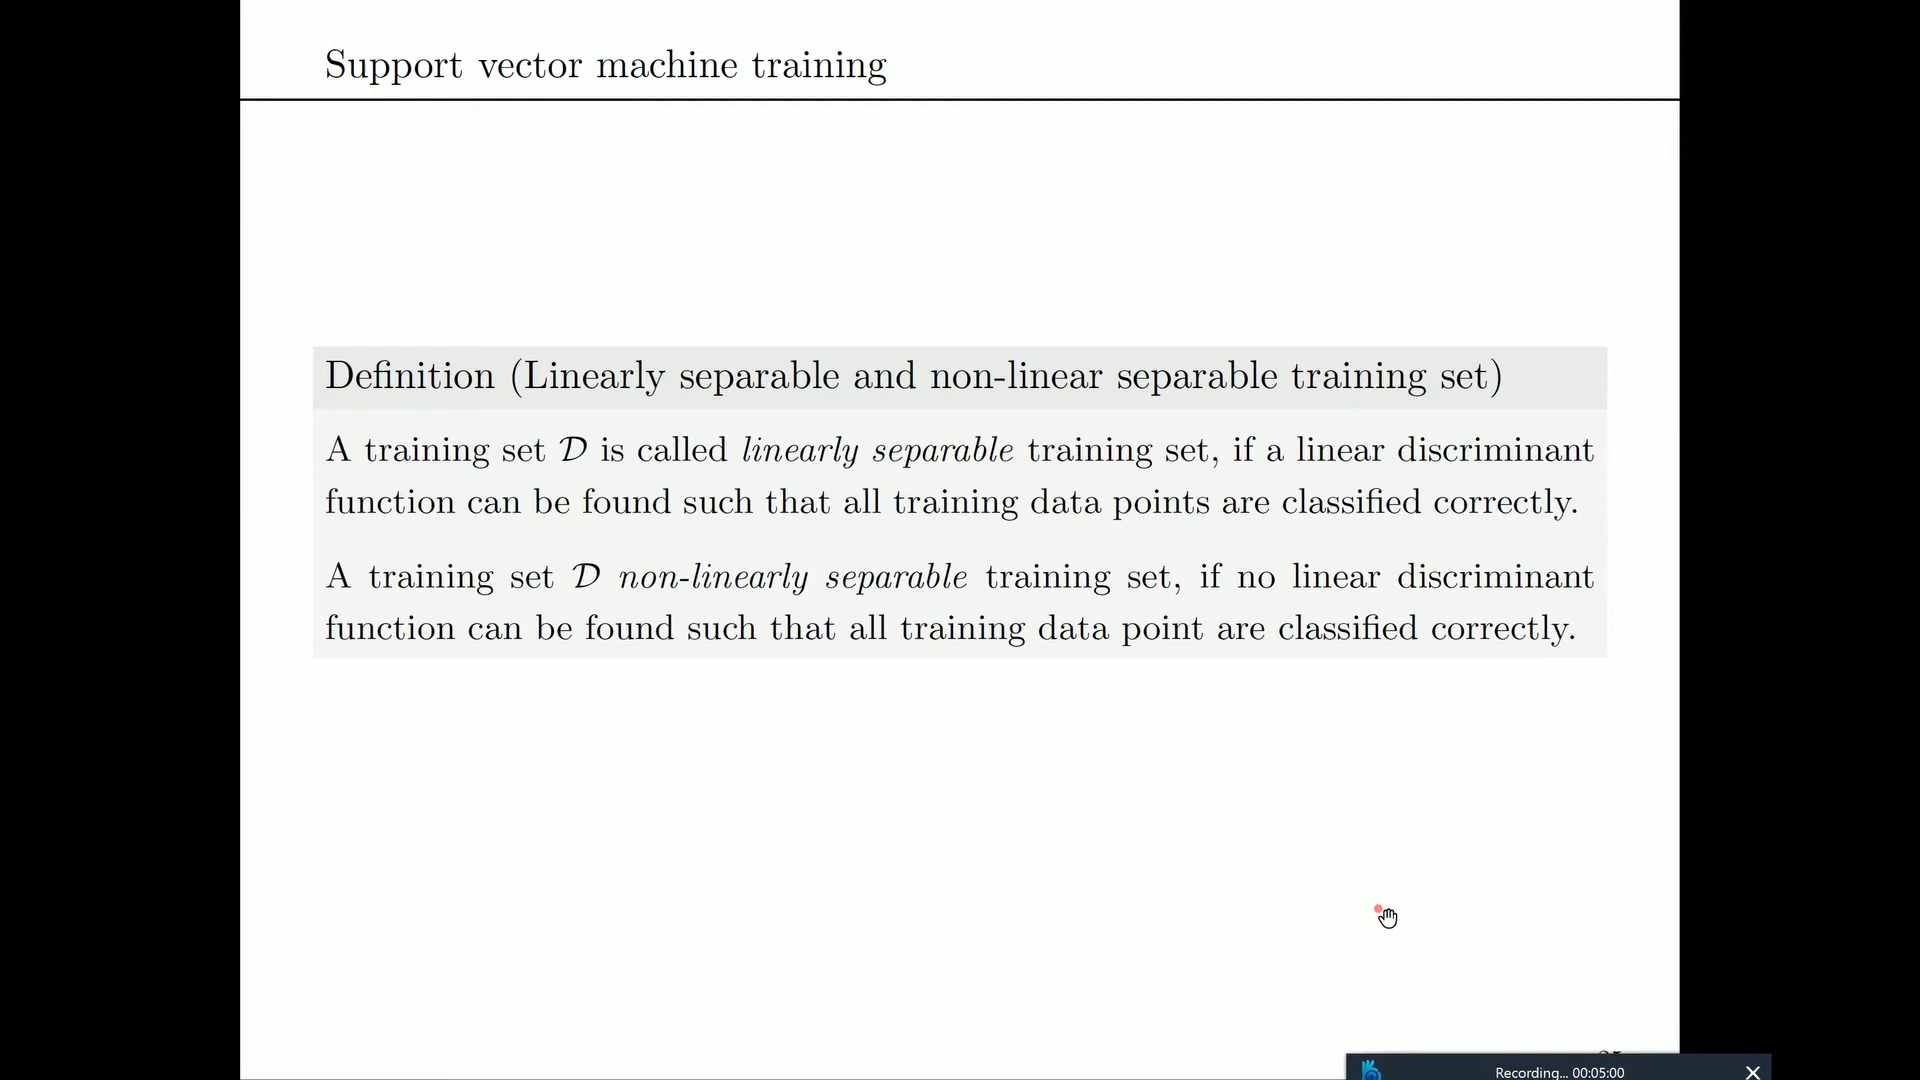 Support vector machine training
Definition (Linearly separable and non-linear separable training set)
A training set 𝒟 is called linearly separable training set, if a linear discriminant
function can be found such that all training data points are classified correctly.
A training set 𝒟 non-linearly separable training set, if no linear discriminant
function can be found such that all training data point are classified correctly.
Recording... 00:05:00